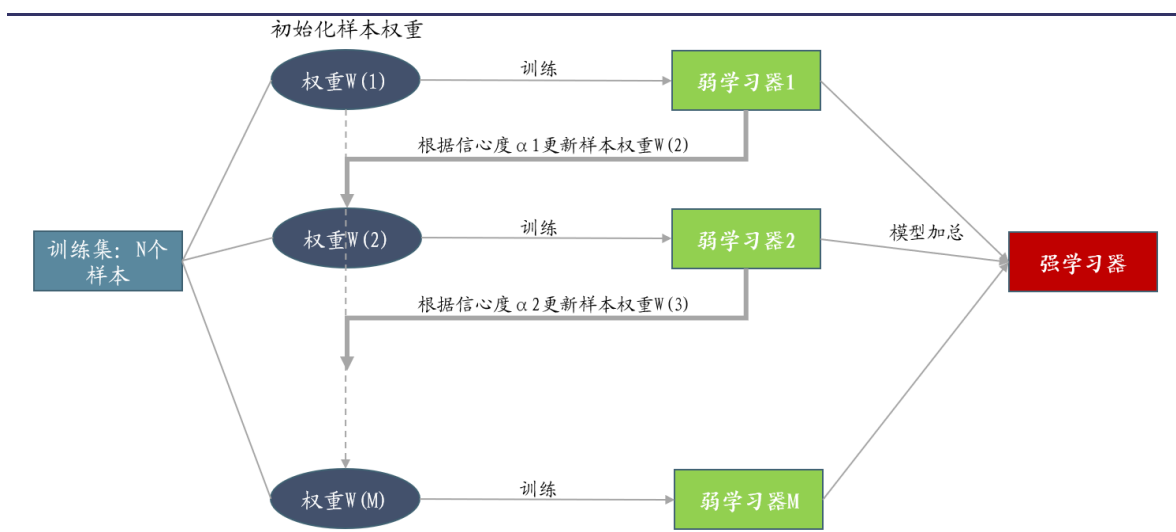 初始化样本权重
权重W(1)
训练
弱学习器1
根据信心度α1更新样本权重W(2)
训练集: N个
样本
权重W(2)
训练
弱学习器2
模型加总
强学习器
根据信心度α2更新样本权重W(3)
权重W(M)
训练
弱学习器M